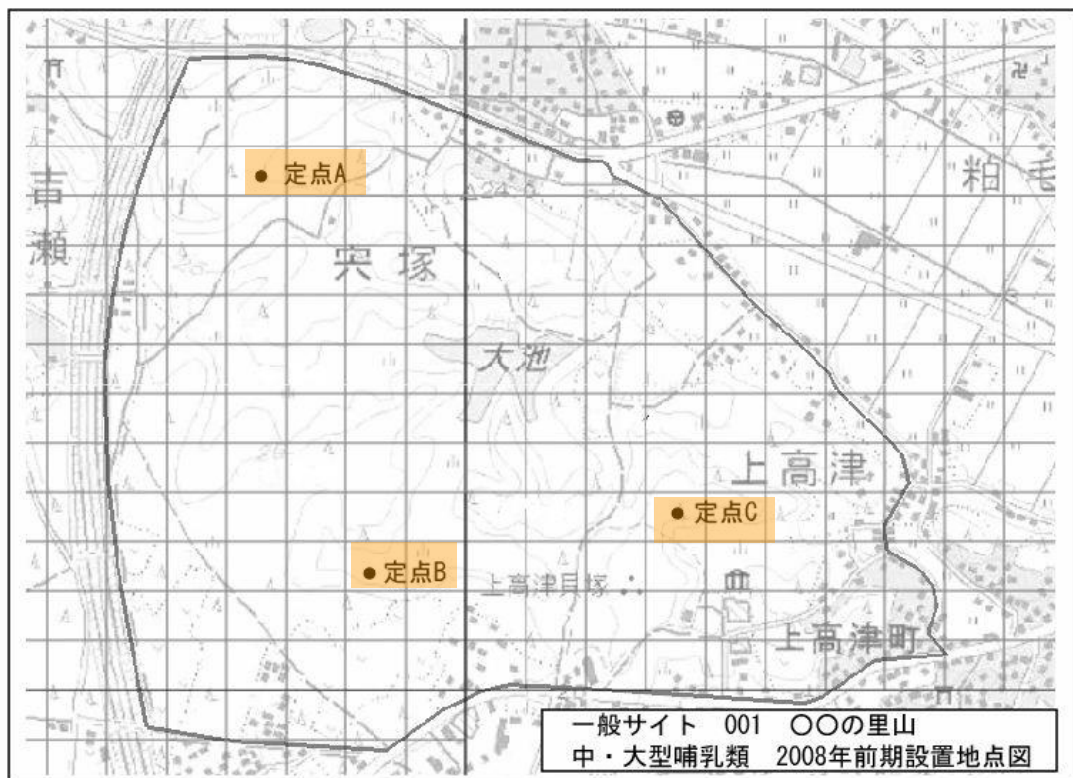 定点A
吉瀬
粕毛
宍塚
大池
上高津
定点C
定点B
上高津貝塚
上高津町
一般サイト 001 〇〇の里山
中・大型哺乳類 2008年前期設置地点図